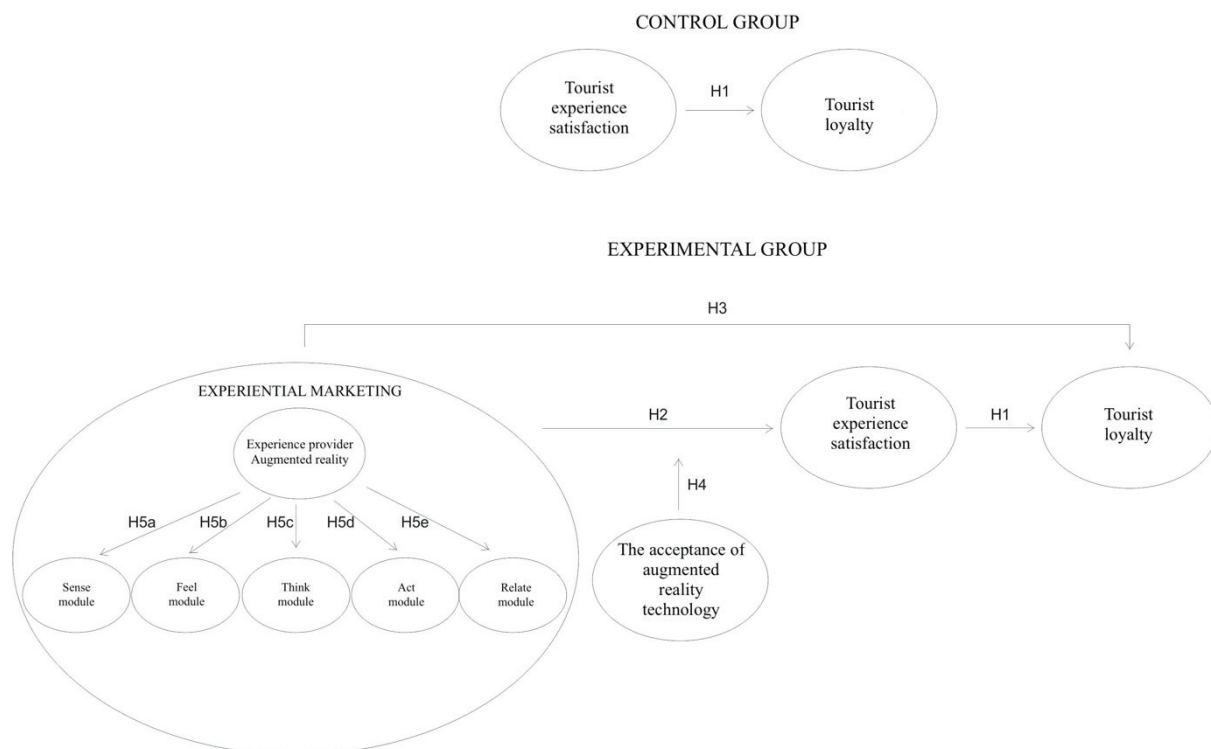 CONTROL GROUP
Tourist
experience
satisfaction
H1
Tourist
loyalty
EXPERIMENTAL GROUP
H3
EXPERIENTIAL MARKETING
Experience provider
Augmented reality
H5a
H5b
H5c
H5d
H5e
Sense
module
Feel
module
Think
module
Act
module
Relate
module
H2
H4
The acceptance of
augmented
reality
technology
Tourist
experience
satisfaction
H1
Tourist
loyalty